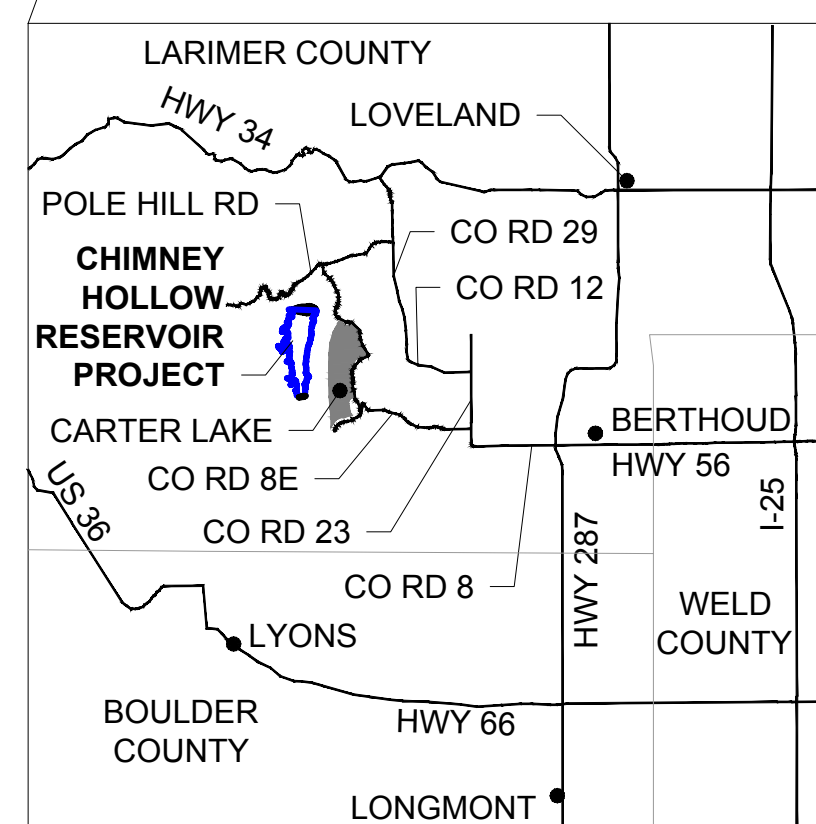 LARIMER COUNTY
HWY 34
LOVELAND
POLE HILL RD
CO RD 29
CHIMNEY
HOLLOW
RESERVOIR
PROJECT
CO RD 12
CARTER LAKE
BERTHOUD
HWY 56
US 36
CO RD 8E
I-25
CO RD 23
HWY 287
CO RD 8
WELD
COUNTY
LYONS
BOULDER
COUNTY
HWY 66
LONGMONT